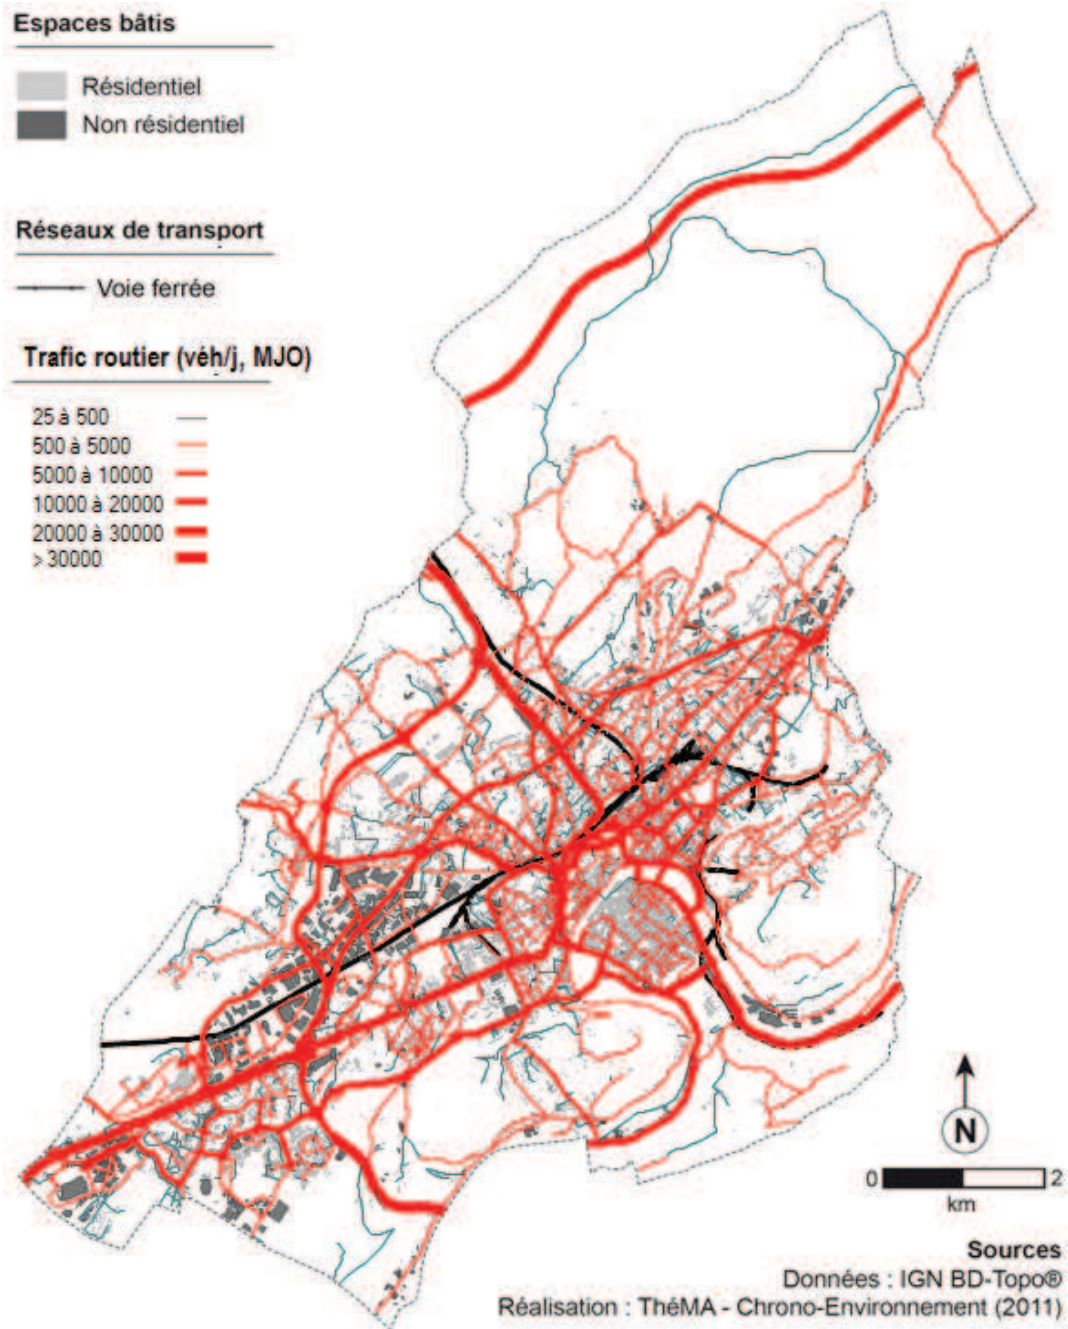 Espaces bâtis
Résidentiel
Non résidentiel
Réseaux de transport
Voie ferrée
Trafic routier (véh/j, MJO)
25 à 500
500 à 5000
5000 à 10000
10000 à 20000
20000 à 30000
> 30000
N
0 2
km
Sources
Données : IGN BD-Topo®
Réalisation : ThéMA - Chrono-Environnement (2011)